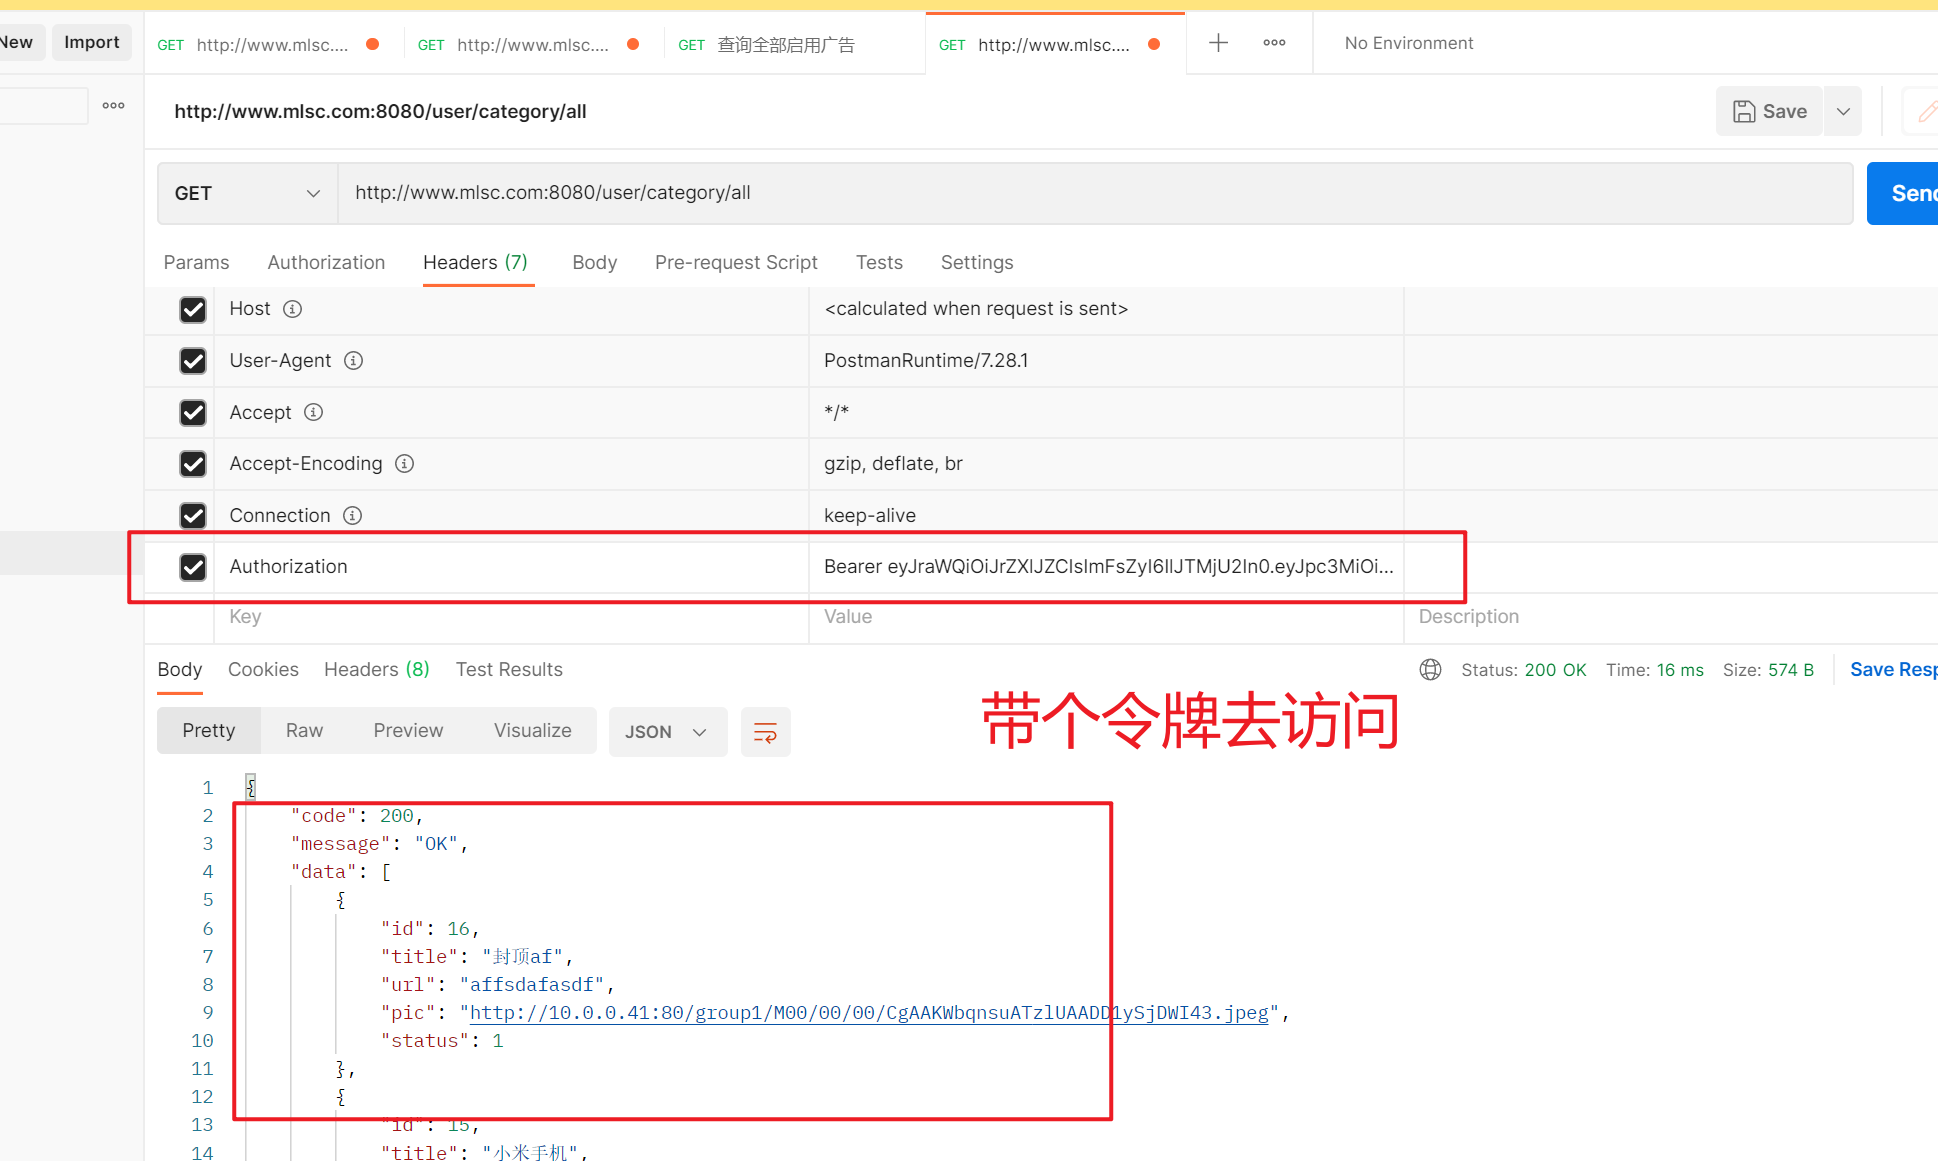 New Import GET http://www.mlsc.... GET http://www.mlsc.... GET 查询全部启用广告 GET http://www.mlsc.... No Environment
http://www.mlsc.com:8080/user/category/all Save
GET http://www.mlsc.com:8080/user/category/all Send
Params Authorization Headers (7) Body Pre-request Script Tests Settings
Host <calculated when request is sent>
User-Agent PostmanRuntime/7.28.1
Accept */*
Accept-Encoding gzip, deflate, br
Connection keep-alive
Authorization Bearer eyJraWQiOiJrZXlJZCIsImFsZyI6IlJTMjU2In0.eyJpc3MiOi...
Key Value Description
Body Cookies Headers (8) Test Results Status: 200 OK Time: 16 ms Size: 574 B Save Resp
带个令牌去访问
Pretty Raw Preview Visualize JSON
1 {
2 "code": 200,
3 "message": "OK",
4 "data": [
5 {
6 "id": 16,
7 "title": "封顶af",
8 "url": "affsdafasdf",
9 "pic": "http://10.0.0.41:80/group1/M00/00/00/CgAAKWbqnsuATzlUAADD1ySjDWI43.jpeg",
10 "status": 1
11 },
12 {
13 "id": 15,
14 "title": "小米手机",